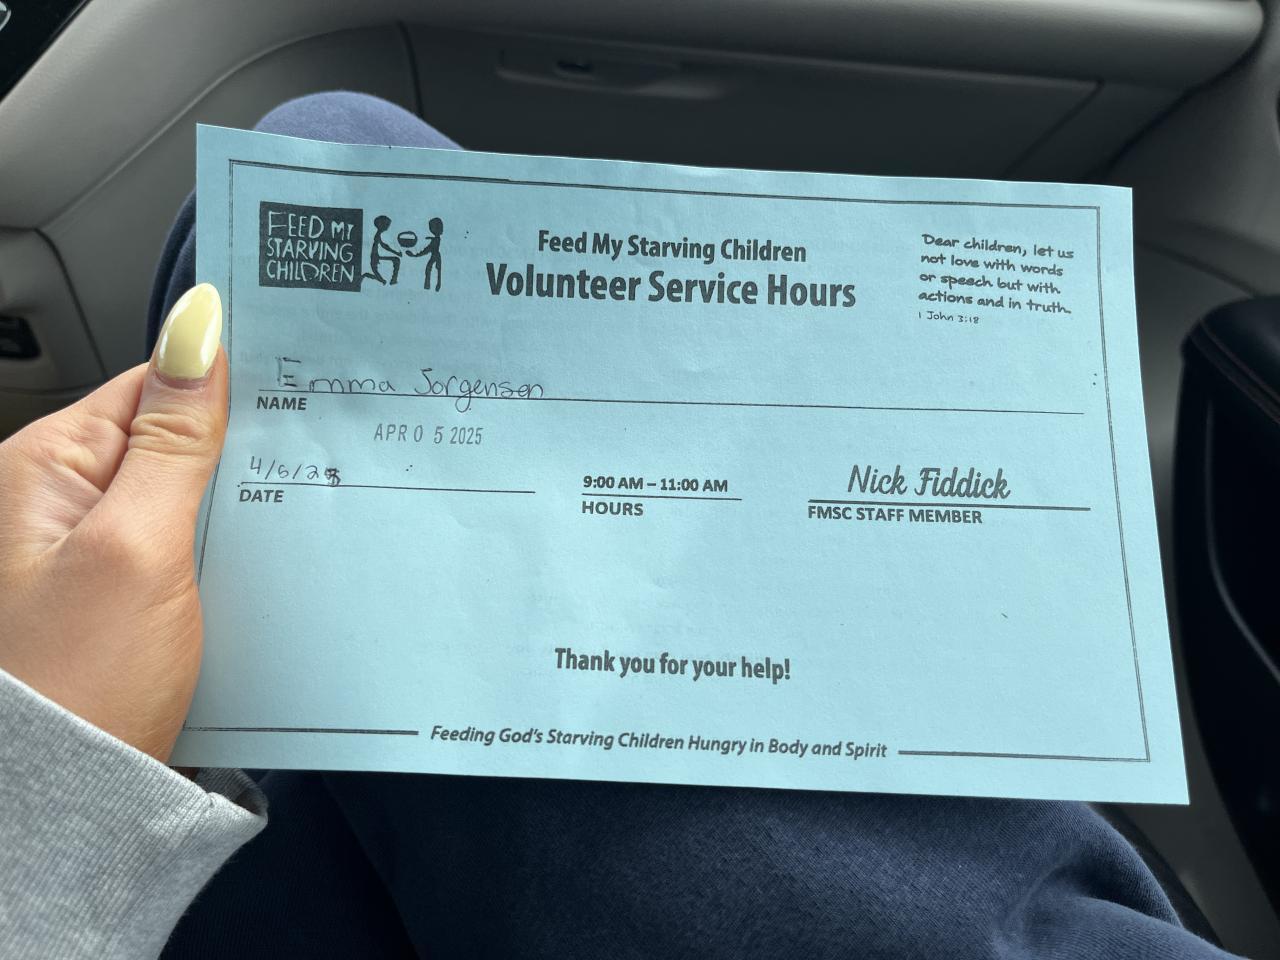 FEED MY
STARVING
CHILDREN
Feed My Starving Children
Volunteer Service Hours
Dear children, let us
not love with words
or speech but with
actions and in truth.
1 John 3:18
Emma Jorgensen
NAME
APR 0 5 2025
4/6/25
DATE
9:00 AM – 11:00 AM
HOURS
Nick Fiddick
FMSC STAFF MEMBER
Thank you for your help!
Feeding God's Starving Children Hungry in Body and Spirit